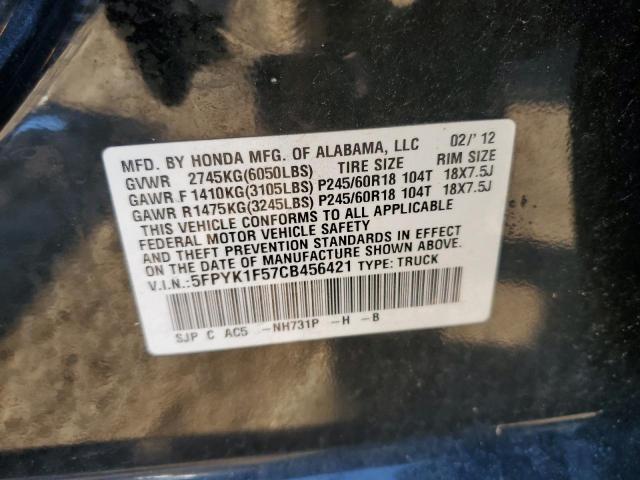 MFD. BY HONDA MFG. OF ALABAMA, LLC 02/'12
GVWR 2745KG(6050LBS) TIRE SIZE RIM SIZE
GAWR F 1410KG(3105LBS) P245/60R18 104T 18X7.5J
GAWR R1475KG(3245LBS) P245/60R18 104T 18X7.5J
THIS VEHICLE CONFORMS TO ALL APPLICABLE
FEDERAL MOTOR VEHICLE SAFETY
AND THEFT PREVENTION STANDARDS IN EFFECT
ON THE DATE OF MANUFACTURE SHOWN ABOVE.
V.I.N.:5FPYK1F57CB456421 TYPE: TRUCK
SJP C AC5 -NH731P -H -B